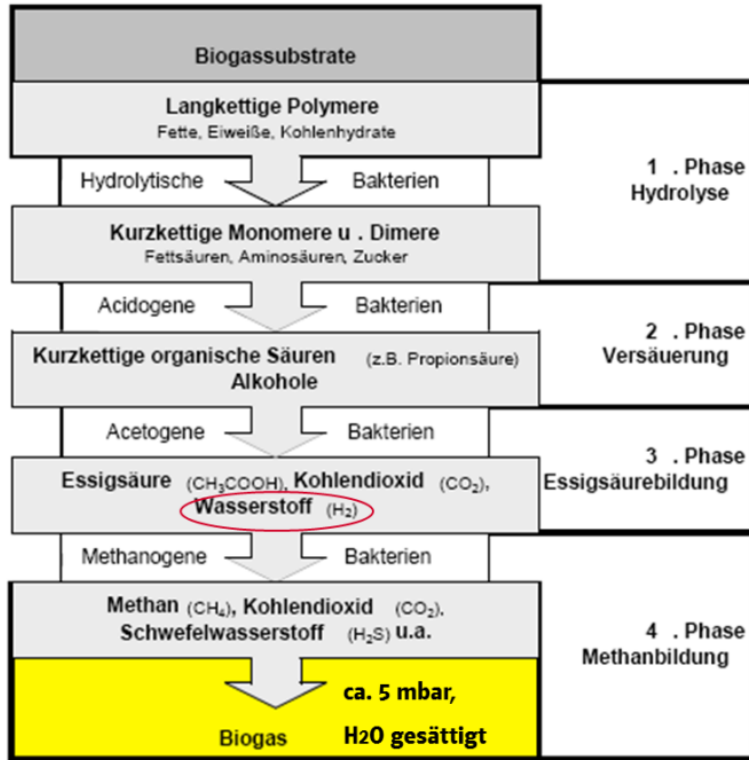 Biogassubstrate
Langkettige Polymere
Fette, Eiweiße, Kohlenhydrate
1 . Phase
Hydrolyse
Hydrolytische Bakterien
Kurzkettige Monomere u . Dimere
Fettsäuren, Aminosäuren, Zucker
Acidogene Bakterien
2 . Phase
Versäuerung
Kurzkettige organische Säuren (z.B. Propionsäure)
Alkohole
Acetogene Bakterien
3 . Phase
Essigsäurebildung
Essigsäure (CH₃COOH), Kohlendioxid (CO₂),
Wasserstoff (H₂)
Methanogene Bakterien
Methan (CH₄), Kohlendioxid (CO₂),
Schwefelwasserstoff (H₂S) u.a.
4 . Phase
Methanbildung
ca. 5 mbar,
Biogas H2O gesättigt